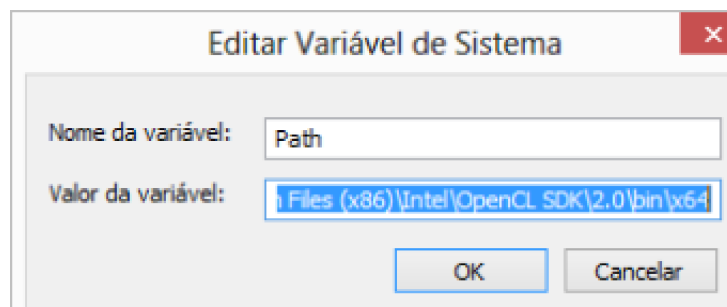 Editar Variável de Sistema
Nome da variável: Path
Valor da variável: Files (x86)\Intel\OpenCL SDK\2.0\bin\x64
OK Cancelar